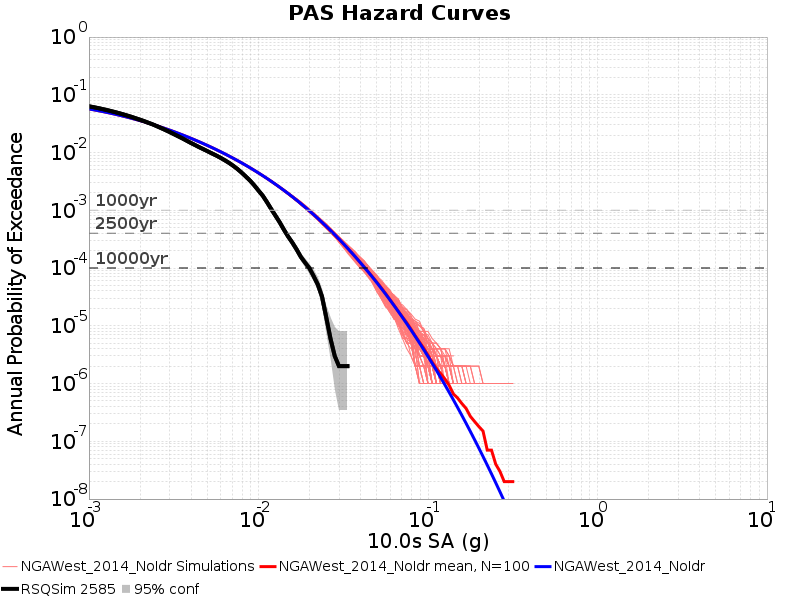 PAS Hazard Curves
Annual Probability of Exceedance
10^0
10^-1
10^-2
10^-3
10^-4
10^-5
10^-6
10^-7
10^-8
1000yr
2500yr
10000yr
10^-3 10^-2 10^-1 10^0 10^1
10.0s SA (g)
NGAWest_2014_NoIdr Simulations NGAWest_2014_NoIdr mean, N=100 NGAWest_2014_NoIdr
RSQSim 2585 95% conf